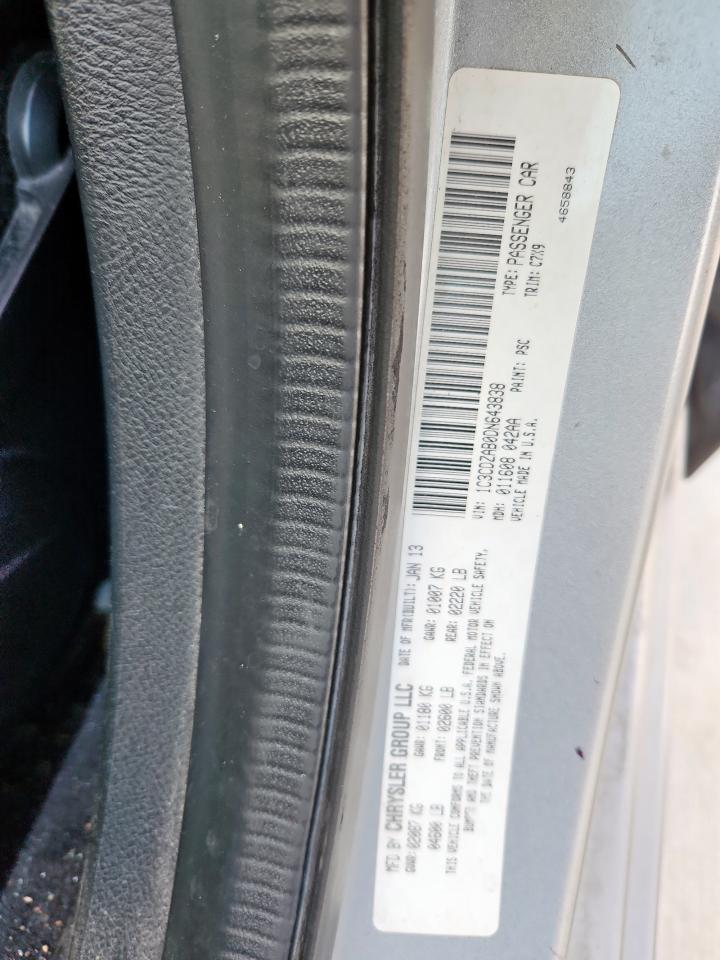 MFD BY CHRYSLER GROUP LLC DATE OF MFR(BUILT): JAN 13
GVWR: 02087 KG GAWR: 01180 KG GAWR: 01007 KG
04600 LB FRONT: 02600 LB REAR: 02220 LB
THIS VEHICLE CONFORMS TO ALL APPLICABLE U.S.A. FEDERAL MOTOR VEHICLE SAFETY,
BUMPER AND THEFT PREVENTION STANDARDS IN EFFECT ON
THE DATE OF MANUFACTURE SHOWN ABOVE.
VIN: 1C3CDZAB0DN643838 TYPE: PASSENGER CAR
MDH: 011608 042AA PAINT: PSC TRIM: C7X9
VEHICLE MADE IN U.S.A.
4658843